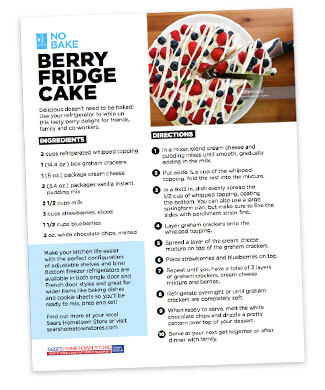 NO
BAKE
BERRY
FRIDGE
CAKE
Delicious doesn't need to be baked!
Use your refrigerator to whip up
this tasty berry delight for friends,
family and co-workers.
INGREDIENTS
2 cups refrigerated whipped topping
1 (14.4 oz.) box graham crackers
1 (8 oz.) package cream cheese
2 (3.4 oz.) packages vanilla instant
pudding mix
2 1/2 cups milk
3 cups strawberries, sliced
1 1/2 cups blueberries
3 oz. white chocolate chips, melted
Make your kitchen life easier
with the perfect configuration
of adjustable shelves and bins!
Bottom freezer refrigerators are
available in both door and
French door styles and great for
wider items like baking dishes
and cookie sheets so you'll be
ready to mix, prep and eat!
Find out more at your local
Sears Hometown Store or visit
searshometownstores.com
DIRECTIONS
1 In a mixer, blend cream cheese and
pudding mixes until smooth, gradually
adding in the milk.
2 Put aside ½ a cup of the whipped
topping, fold the rest into the mixture.
3 In a 9x13 in. dish evenly spread the
1/2 cup of whipped topping, coating
the bottom. You can also use a large
springform pan, but make sure to line the
sides with parchment strips first.
4 Layer graham crackers onto the
whipped topping.
5 Spread a layer of the cream cheese
mixture on top of the graham crackers.
6 Place strawberries and blueberries on top.
7 Repeat until you have a total of 3 layers
of graham crackers, cream cheese
mixture and berries.
8 Refrigerate overnight or until graham
crackers are completely soft.
9 When ready to serve, melt the white
chocolate chips and drizzle a pretty
pattern over top of your dessert.
10 Serve at your next get together or after
dinner with family.